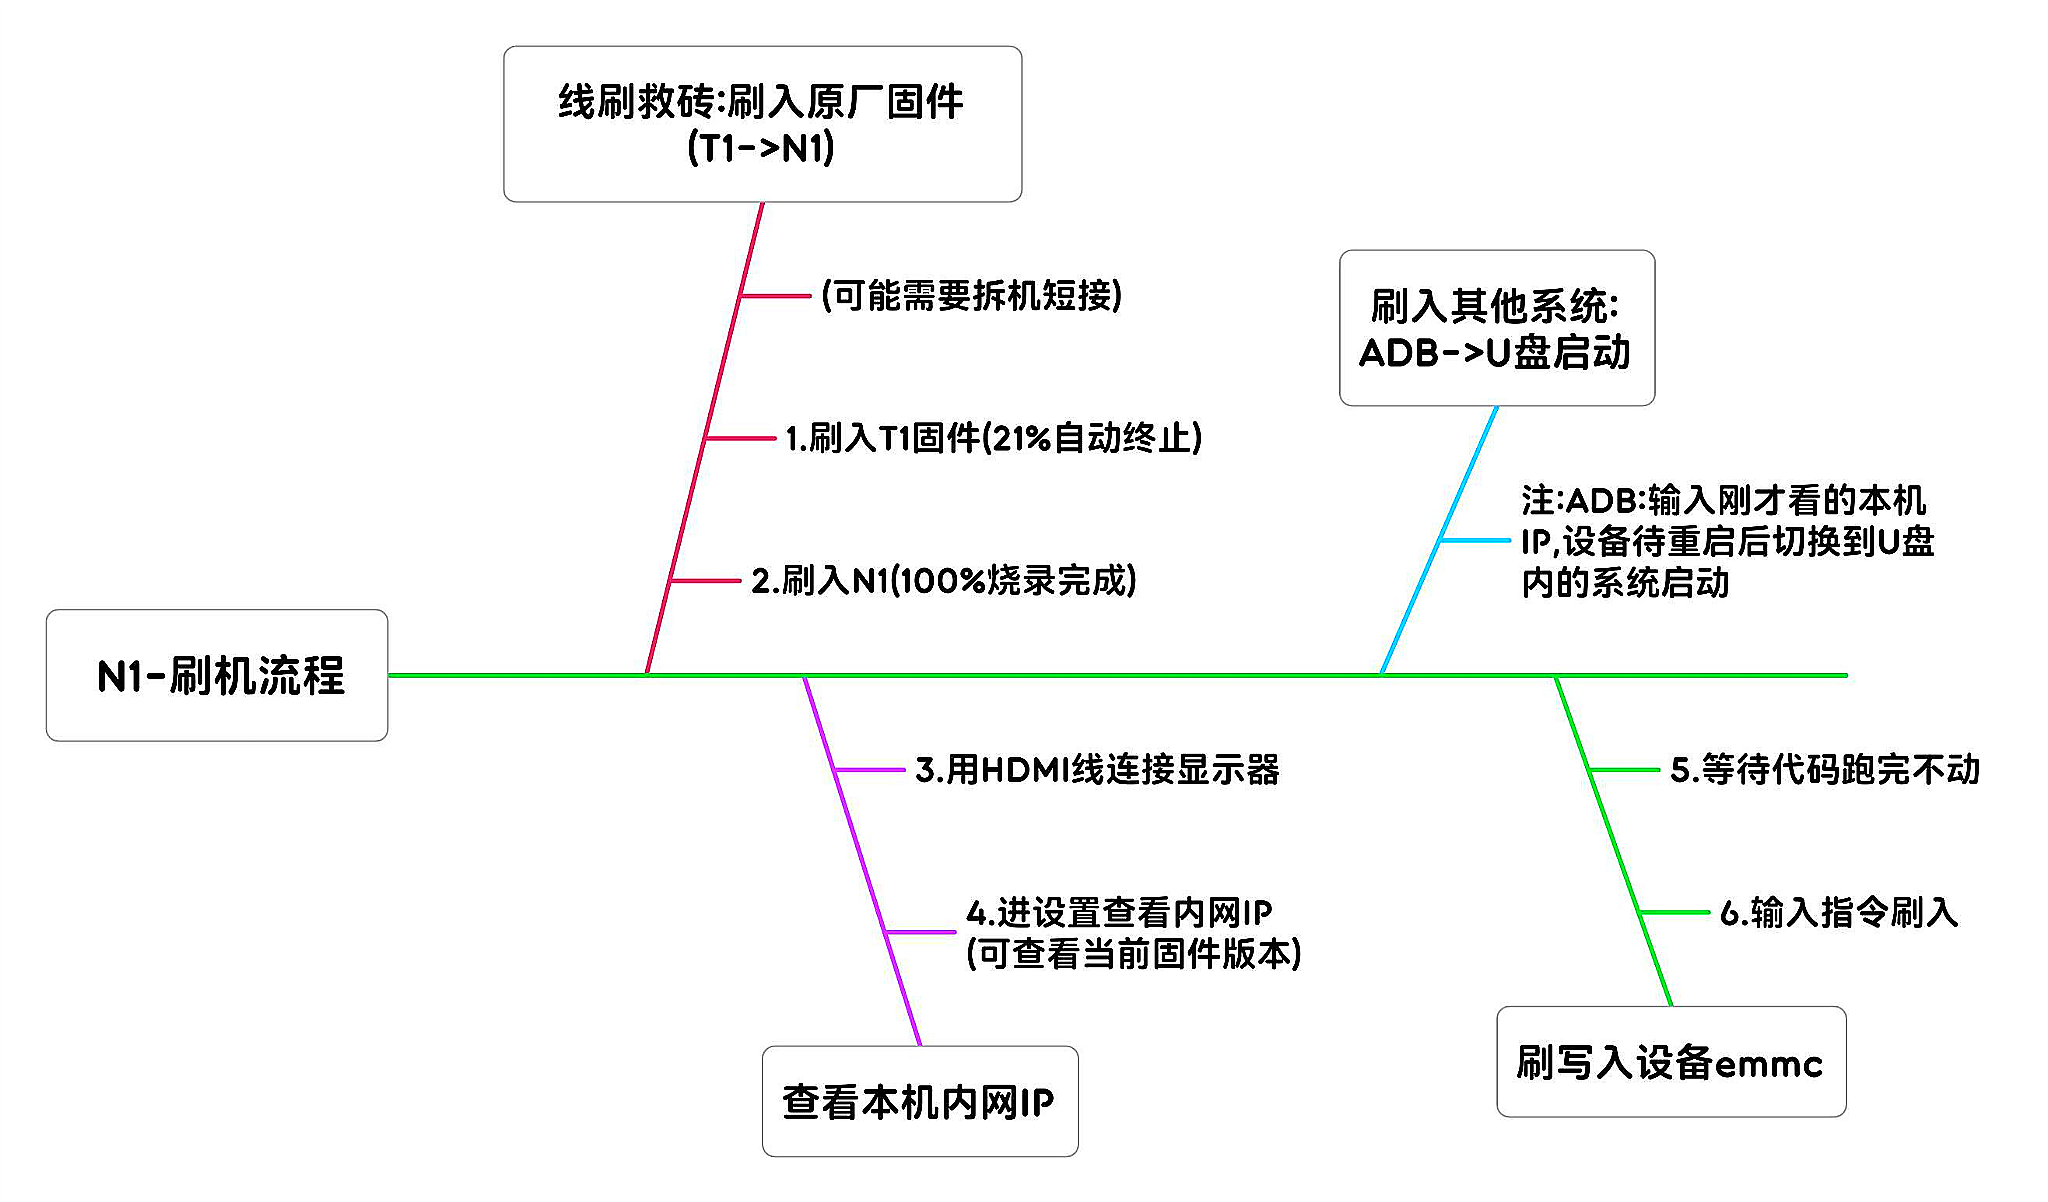 线刷救砖:刷入原厂固件
(T1->N1)
(可能需要拆机短接)
1.刷入T1固件(21%自动终止)
2.刷入N1(100%烧录完成)
刷入其他系统:
ADB->U盘启动
注:ADB:输入刚才看的本机
IP,设备待重启后切换到U盘
内的系统启动
N1-刷机流程
3.用HDMI线连接显示器
4.进设置查看内网IP
(可查看当前固件版本)
查看本机内网IP
5.等待代码跑完不动
6.输入指令刷入
刷写入设备emmc